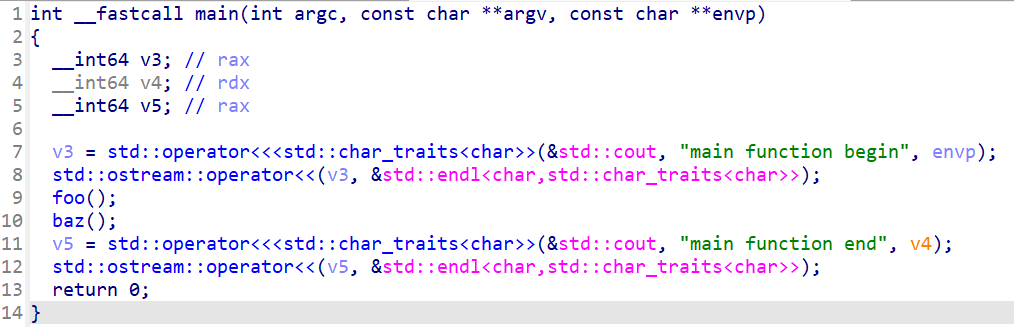 1 int __fastcall main(int argc, const char **argv, const char **envp)
2 {
3   __int64 v3; // rax
4   __int64 v4; // rdx
5   __int64 v5; // rax
6
7   v3 = std::operator<<<std::char_traits<char>>(&std::cout, "main function begin", envp);
8   std::ostream::operator<<(v3, &std::endl<char,std::char_traits<char>>);
9   foo();
10   baz();
11   v5 = std::operator<<<std::char_traits<char>>(&std::cout, "main function end", v4);
12   std::ostream::operator<<(v5, &std::endl<char,std::char_traits<char>>);
13   return 0;
14 }